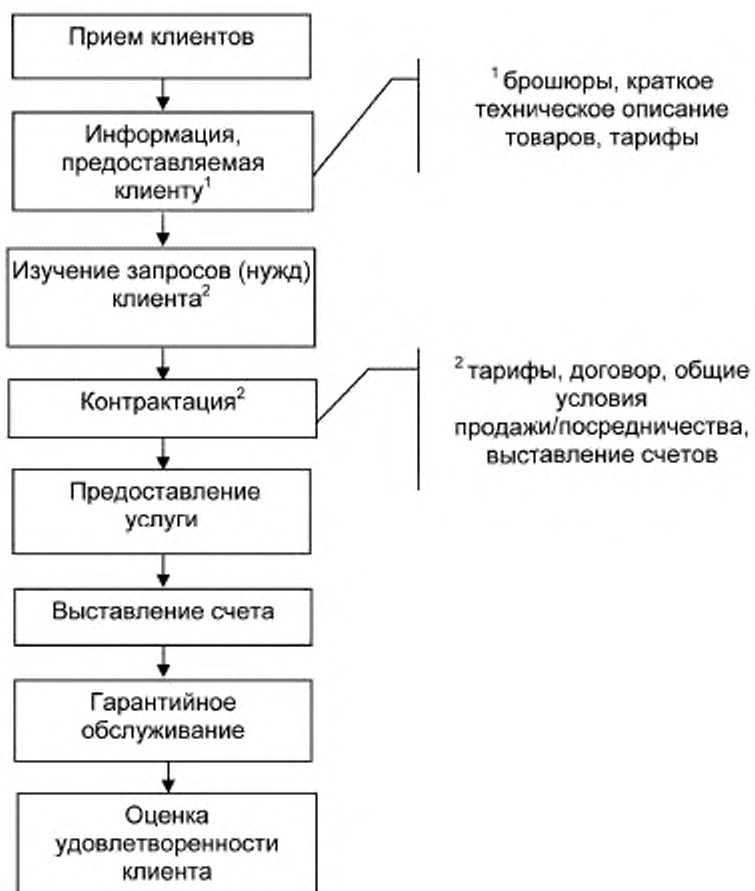 Прием клиентов
Информация,
предоставляемая
клиенту¹
¹ брошюры, краткое
техническое описание
товаров, тарифы
Изучение запросов (нужд)
клиента²
Контрактация²
² тарифы, договор, общие
условия
продажи/посредничества,
выставление счетов
Предоставление
услуги
Выставление счета
Гарантийное
обслуживание
Оценка
удовлетворенности
клиента